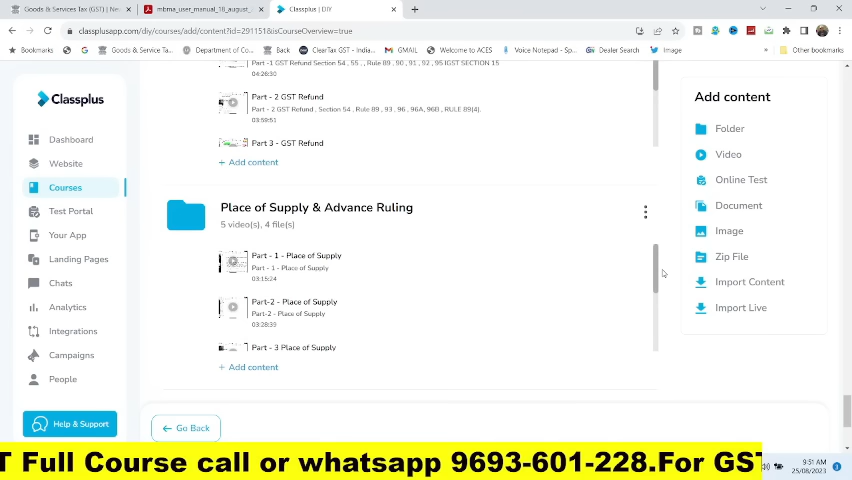 Goods & Services Tax (GST) | Ne
mbma_user_manual_18_august_
Classplus | DIY
classplusapp.com/diy/courses/add/content?id=291151&isCourseOverview=true
Bookmarks
Goods & Service Ta...
Department of Co...
Back
ClearTax GST - India...
GMAIL
Welcome to ACES
Voice Notepad - Sp...
Dealer Search
Image
Other bookmarks
Classplus
Dashboard
Website
Courses
Test Portal
Your App
Landing Pages
Chats
Analytics
Integrations
Campaigns
People
Help & Support
Part -1 GST Refund Section 54 , 55 , , Rule 89 , 90 , 91 , 92 , 95 IGST SECTION 15
04:26:30
Part - 2 GST Refund
Part - 2 GST Refund , Section 54 , Rule 89 , 93 , 96 , 96A, 96B , RULE 89(4).
03:59:51
Part 3 - GST Refund
+ Add content
Place of Supply & Advance Ruling
5 video(s), 4 file(s)
Part - 1 - Place of Supply
Part - 1 - Place of Supply
03:15:24
Part-2 - Place of Supply
Part-2 - Place of Supply
03:28:39
Part - 3 Place of Supply
+ Add content
Go Back
Add content
Folder
Video
Online Test
Document
Image
Zip File
Import Content
Import Live
T Full Course call or whatsapp 9693-601-228.For GST
9:51 AM
25/08/2023